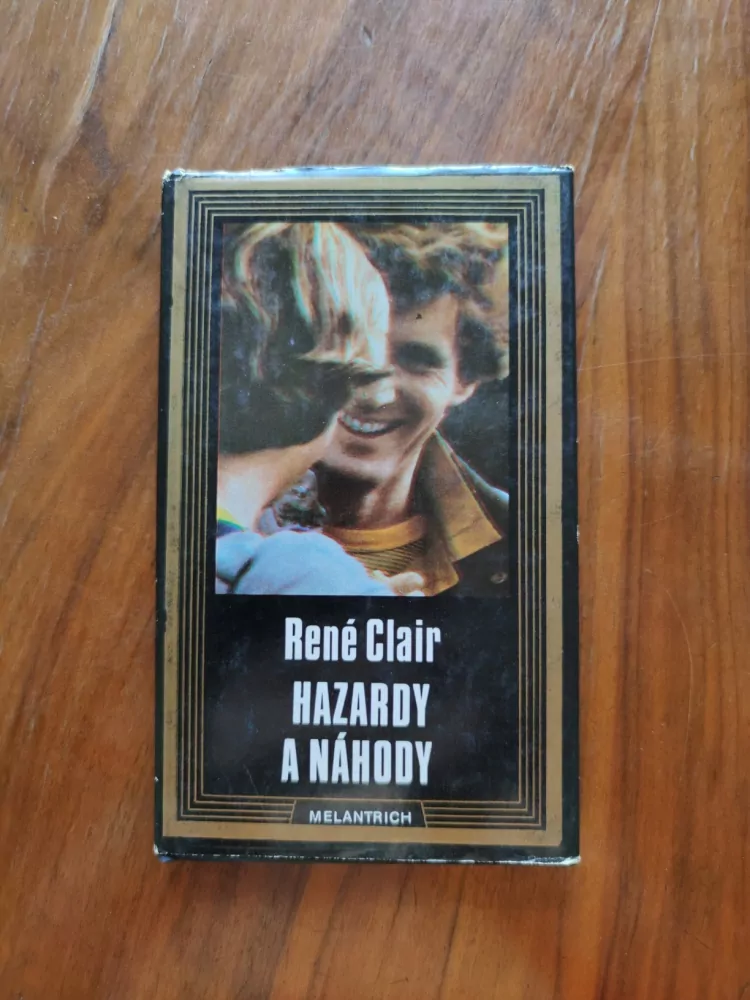 René Clair
HAZARDY
A NÁHODY
MELANTRICH